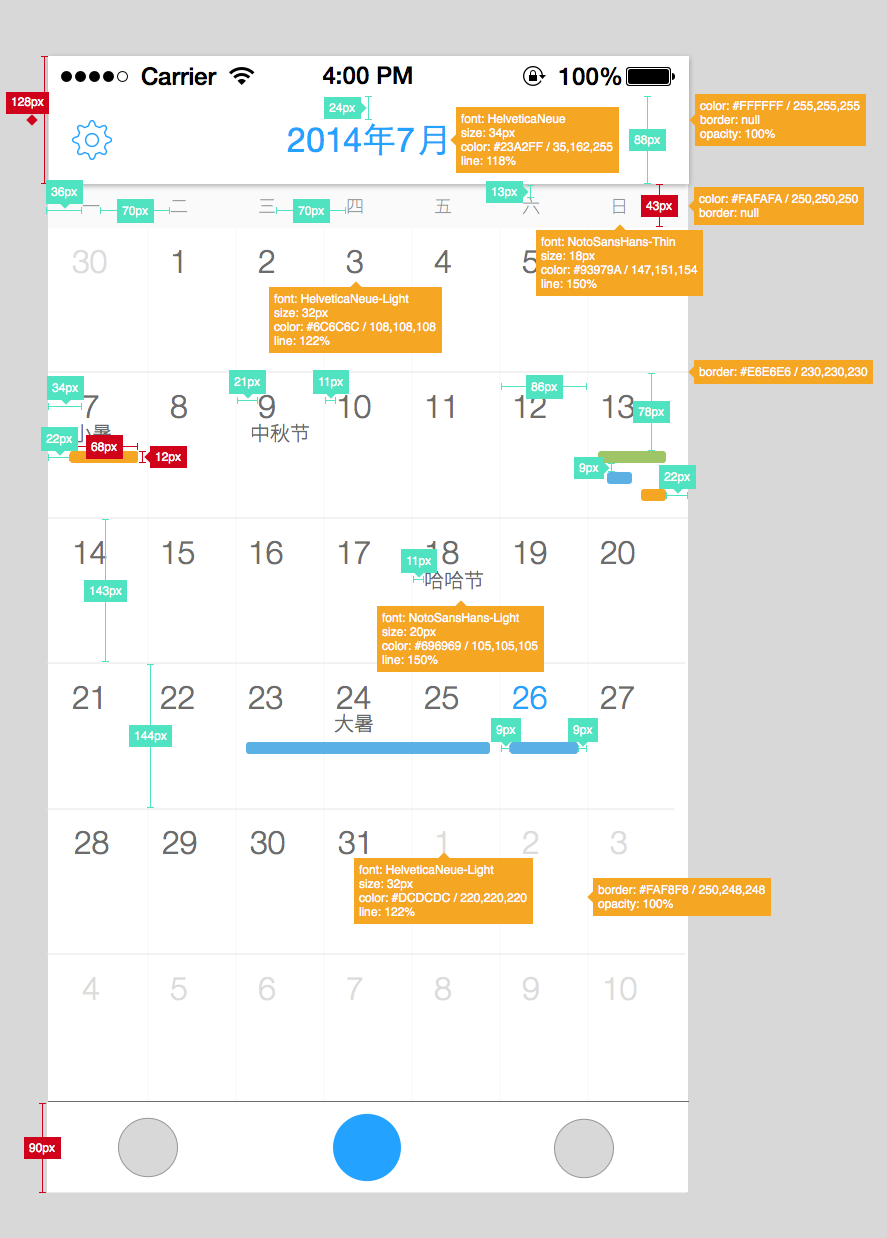 Carrier 4:00 PM 100%
128px
24px
2014年7月
font: HelveticaNeue
size: 34px
color: #23A2FF / 35,162,255
line: 118%
88px
color: #FFFFFF / 255,255,255
border: null
opacity: 100%
36px
13px
43px
color: #FAFAFA / 250,250,250
border: null
一 二 三 四 五 六 日
70px 70px
font: NotoSansHans-Thin
size: 18px
color: #93979A / 147,151,154
line: 150%
30 1 2 3 4 5
font: HelveticaNeue-Light
size: 32px
color: #6C6C6C / 108,108,108
line: 122%
border: #E6E6E6 / 230,230,230
34px 21px 11px 86px 78px
7 8 9 10 11 12 13
小暑 中秋节
22px 68px 12px 9px 22px
14 15 16 17 18 19 20
11px
哈哈节
143px
font: NotoSansHans-Light
size: 20px
color: #696969 / 105,105,105
line: 150%
21 22 23 24 25 26 27
大暑
144px 9px 9px
28 29 30 31 1 2 3
font: HelveticaNeue-Light
size: 32px
color: #DCDCDC / 220,220,220
line: 122%
border: #FAF8F8 / 250,248,248
opacity: 100%
4 5 6 7 8 9 10
90px